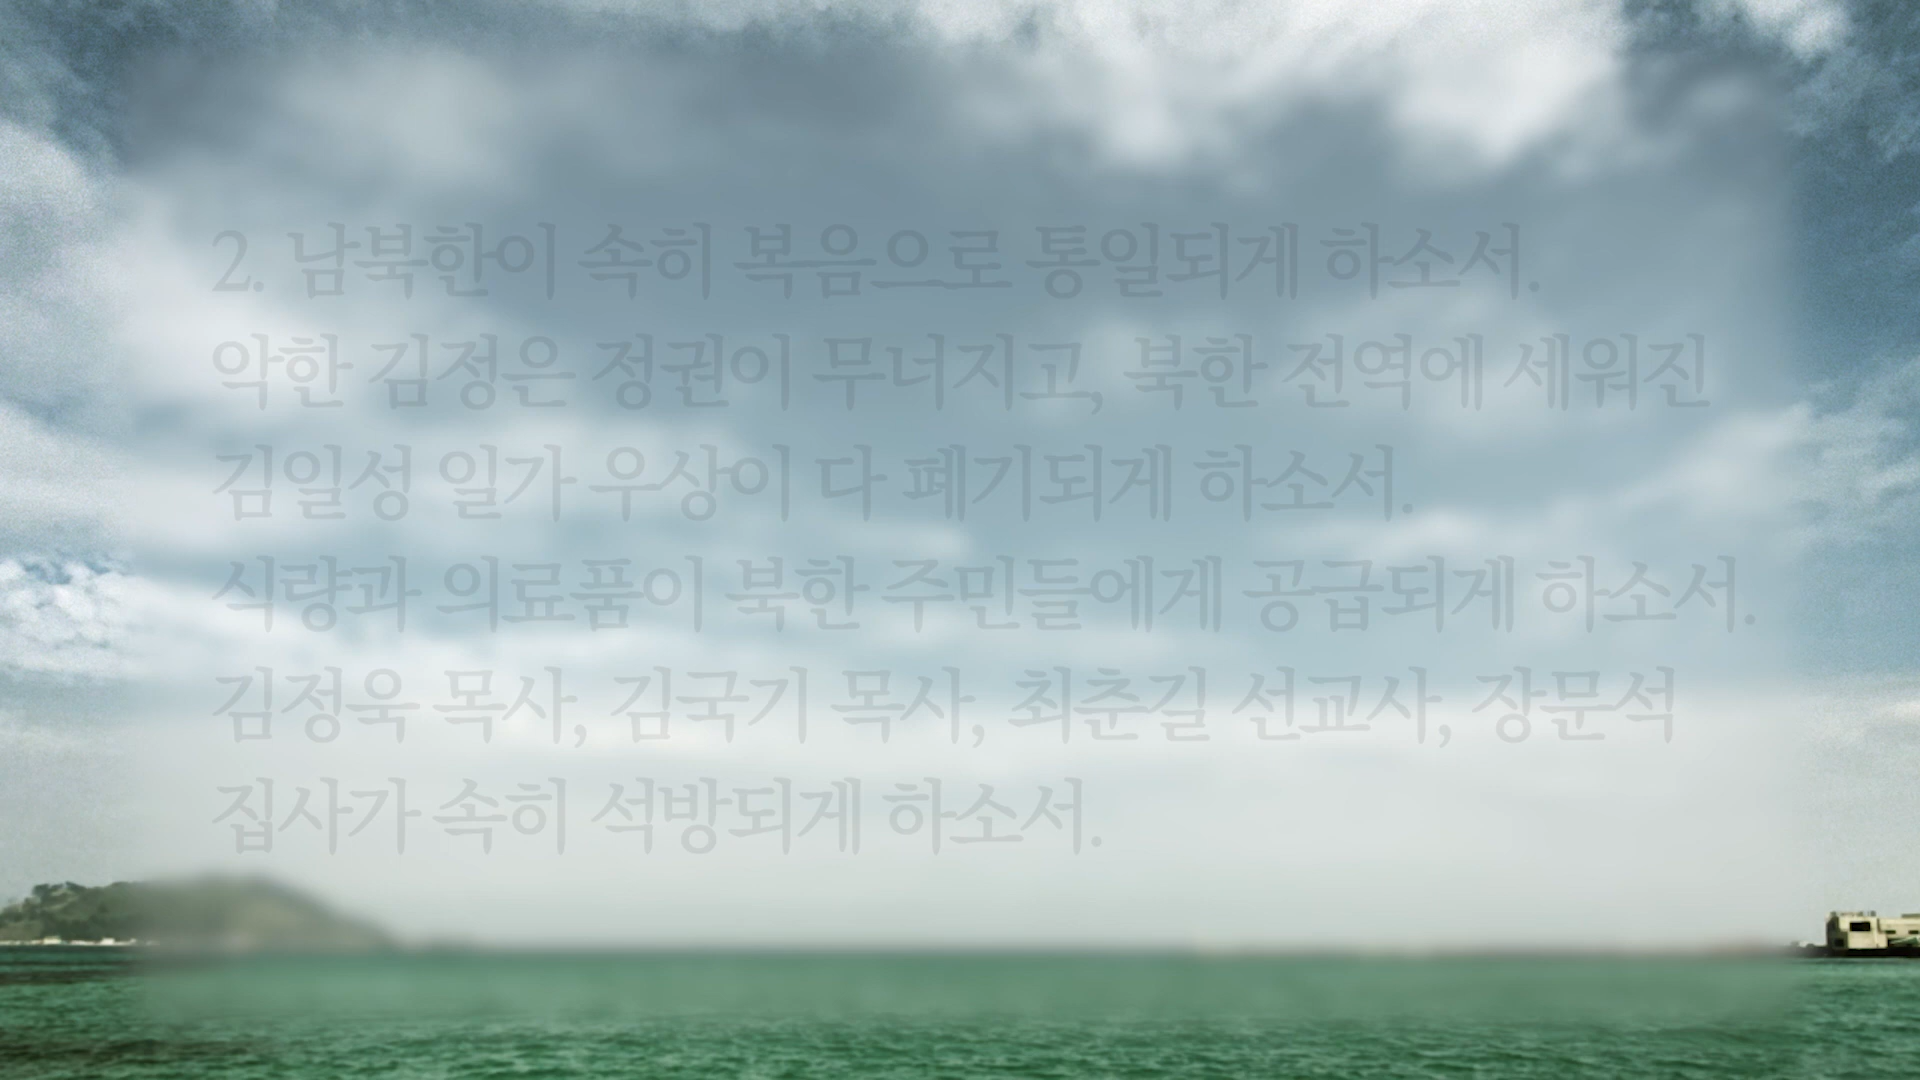 2. 남북한이 속히 복음으로 통일되게 하소서.
악한 김정은 정권이 무너지고, 북한 전역에 세워진
김일성 일가 우상이 다 폐기되게 하소서.
식량과 의료품이 북한 주민들에게 공급되게 하소서.
김정욱 목사, 김국기 목사, 최춘길 선교사, 장문석
집사가 속히 석방되게 하소서.